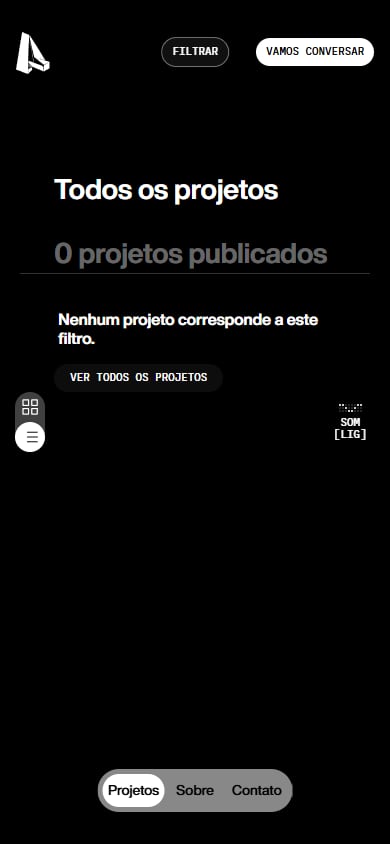 FILTRAR
VAMOS CONVERSAR
Todos os projetos
0 projetos publicados
Nenhum projeto corresponde a este
filtro.
VER TODOS OS PROJETOS
SOM
[LIG]
Projetos
Sobre
Contato